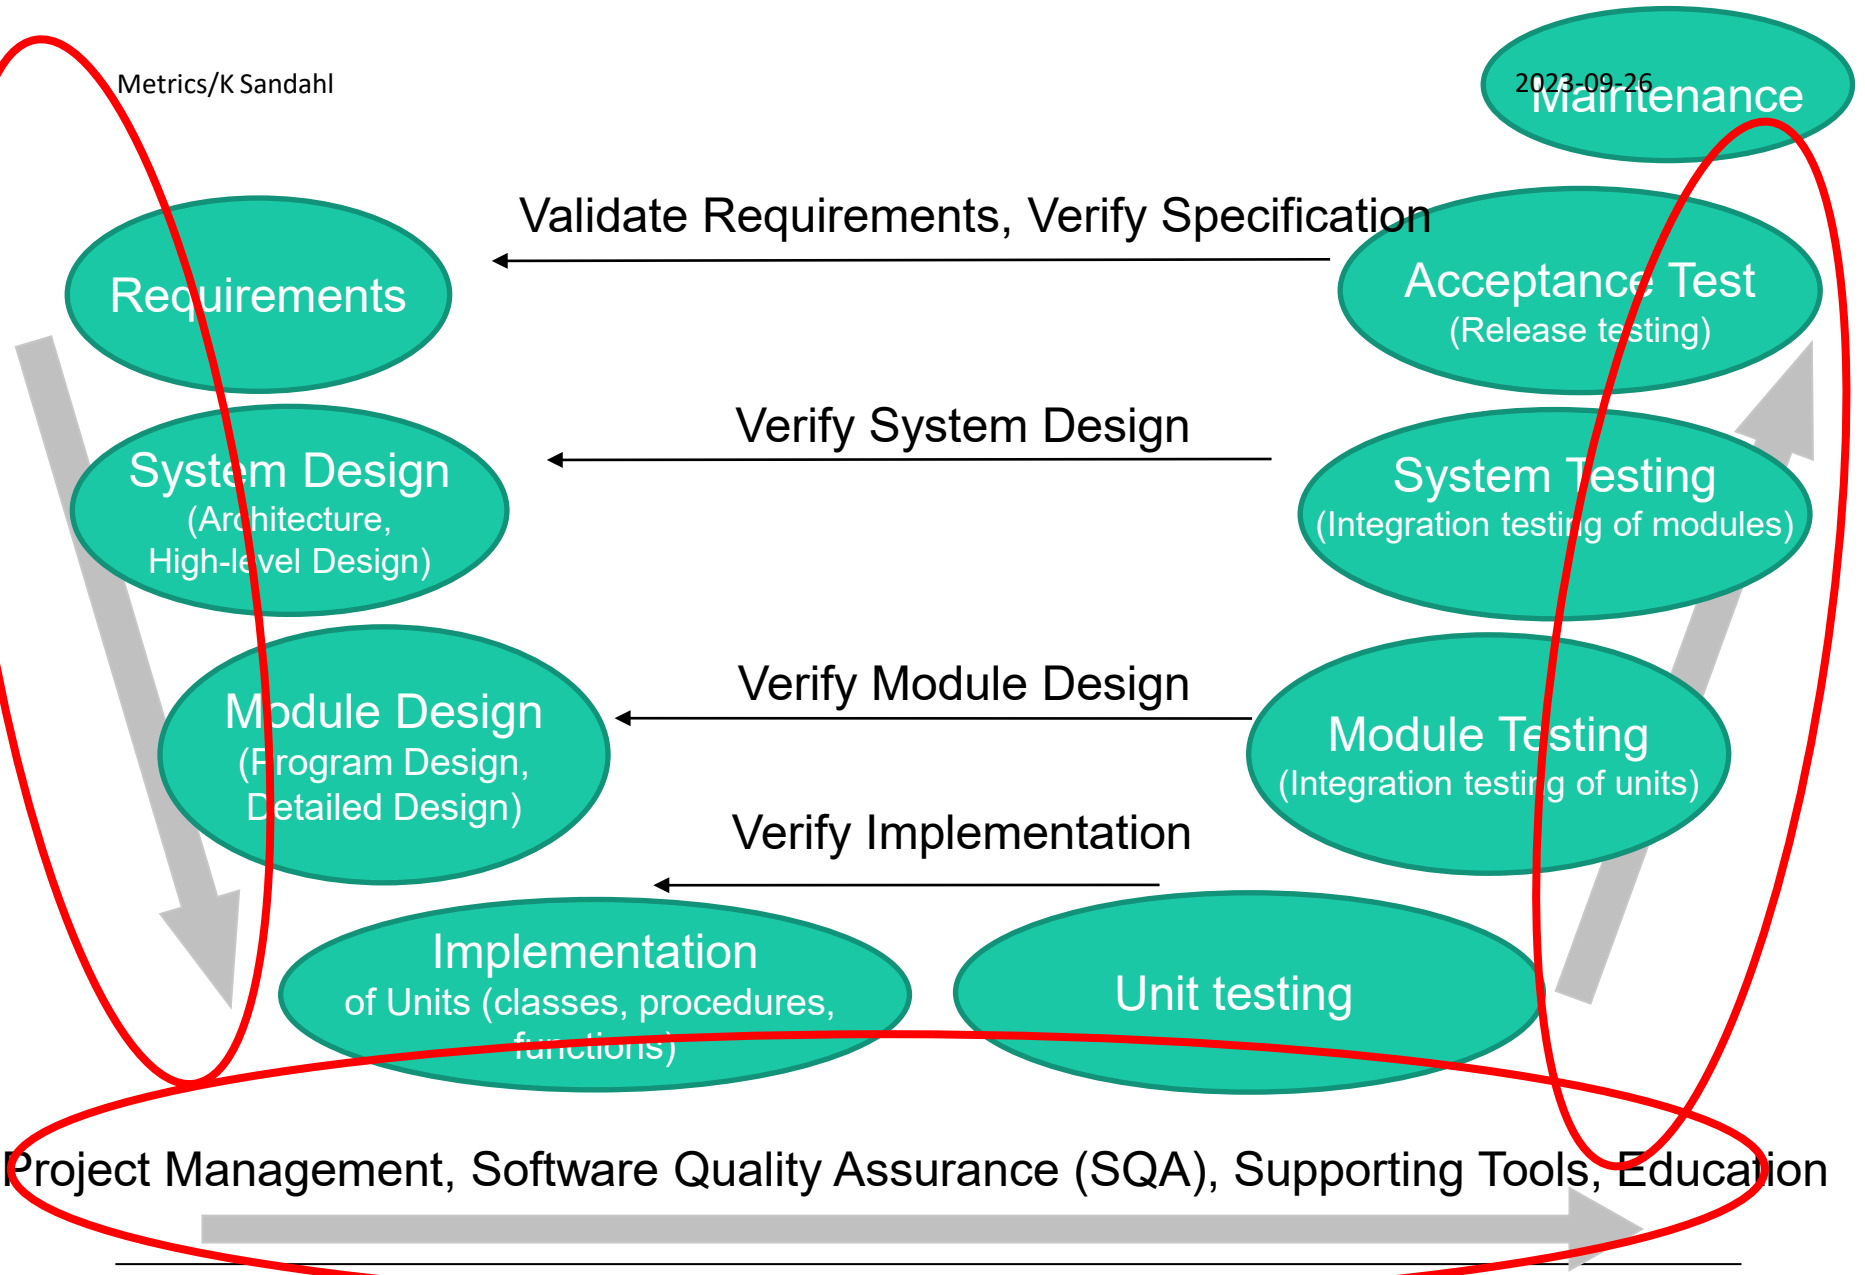 Metrics/K Sandahl
2023-09-26
Maintenance
Validate Requirements, Verify Specification
Requirements
Acceptance Test
(Release testing)
Verify System Design
System Design
(Architecture,
High-level Design)
System Testing
(Integration testing of modules)
Verify Module Design
Module Design
(Program Design,
Detailed Design)
Module Testing
(Integration testing of units)
Verify Implementation
Implementation
of Units (classes, procedures,
functions)
Unit testing
Project Management, Software Quality Assurance (SQA), Supporting Tools, Education